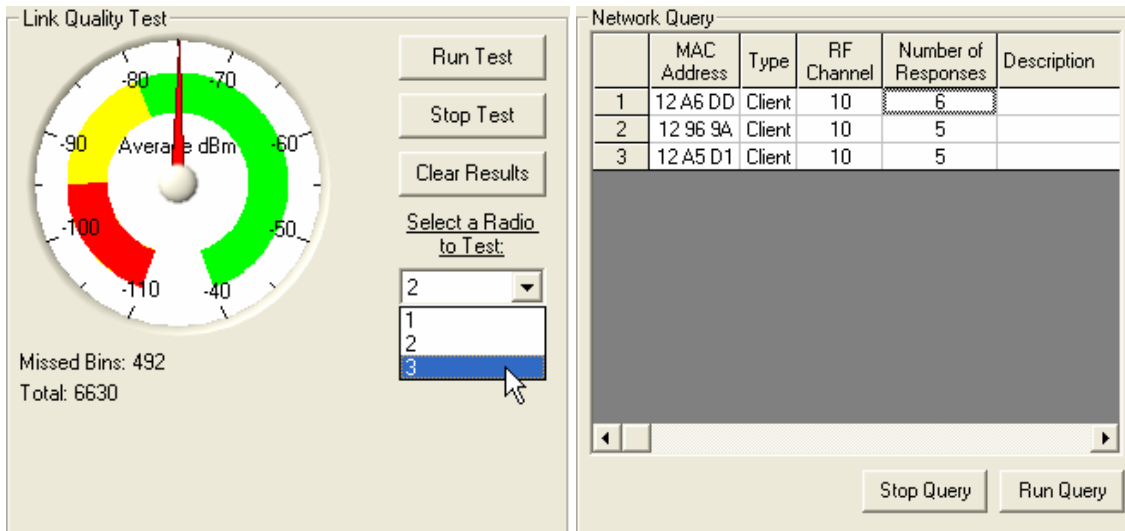 Link Quality Test
-110
-100
-90
-80
-70
-60
-50
-40
Average dBm
Run Test
Stop Test
Clear Results
Select a Radio
to Test:
2
1
2
3
Missed Bins: 492
Total: 6630
Network Query
MAC Address Type RF Channel Number of Responses Description
1 12 A6 DD Client 10 6
2 12 96 9A Client 10 5
3 12 A5 D1 Client 10 5
Stop Query Run Query